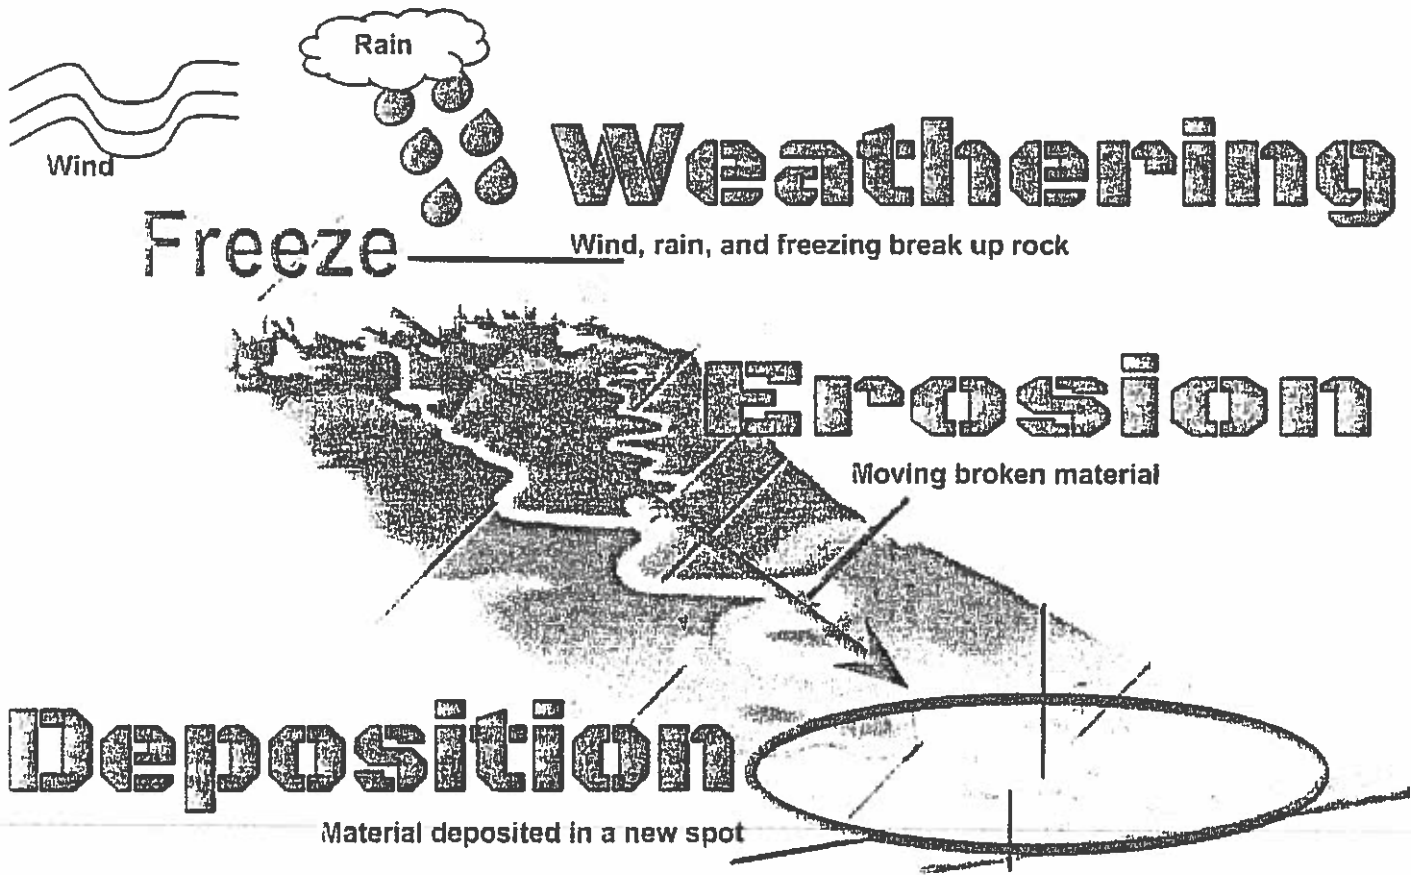 Rain
Wind
Weathering
Freeze
Wind, rain, and freezing break up rock
Erosion
Moving broken material
Deposition
Material deposited in a new spot